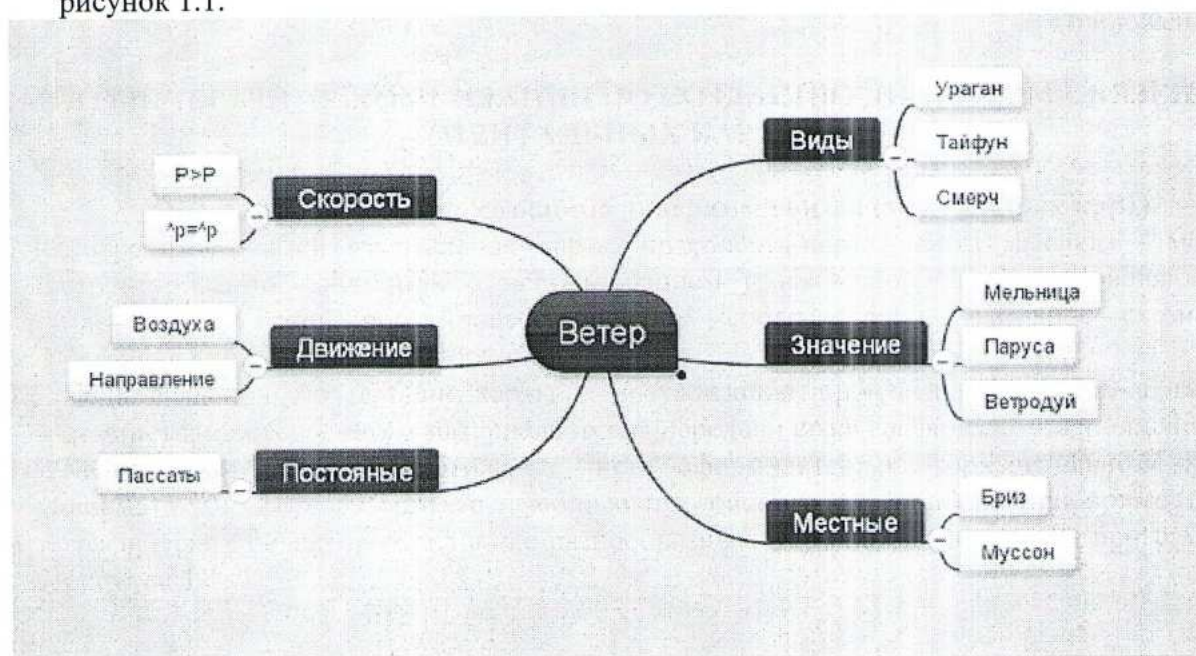 рисунок 1.1.
Ветер
Виды
Ураган
Тайфун
Смерч
Значение
Мельница
Паруса
Ветродуй
Местные
Бриз
Муссон
Скорость
P>P
^p=^p
Движение
Воздуха
Направление
Постояные
Пассаты